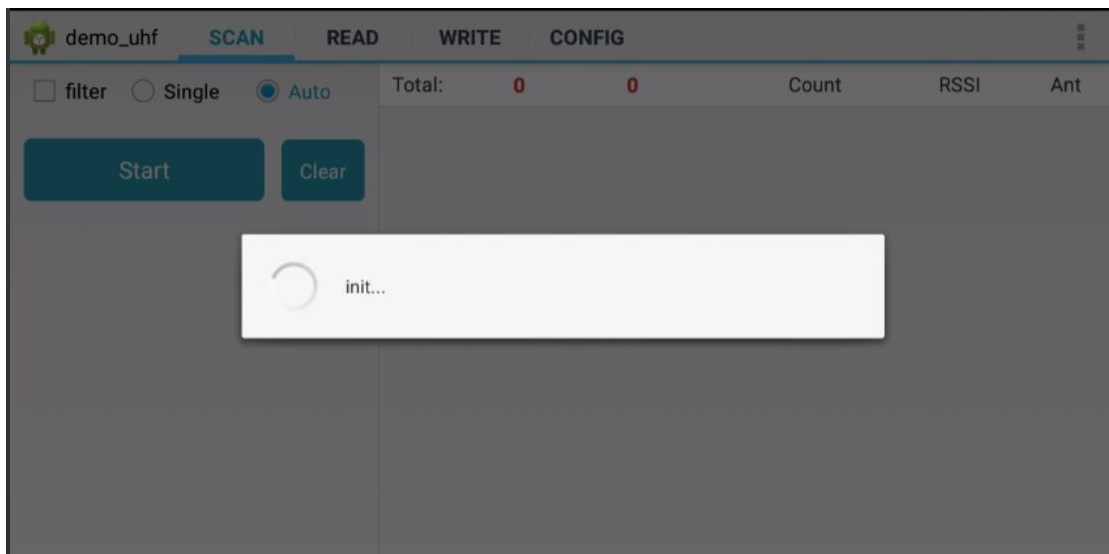 demo_uhf SCAN READ WRITE CONFIG
filter Single Auto
Total: 0 0 Count RSSI Ant
Start Clear
init...